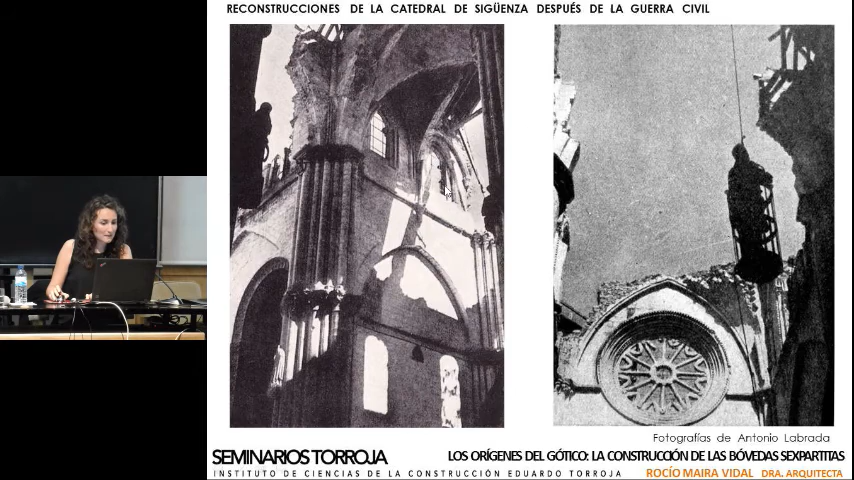 RECONSTRUCCIONES DE LA CATEDRAL DE SIGÜENZA DESPUÉS DE LA GUERRA CIVIL
Fotografías de Antonio Labrada
SEMINARIOS TORROJA
LOS ORÍGENES DEL GÓTICO: LA CONSTRUCCIÓN DE LAS BÓVEDAS SEXPARTITAS
INSTITUTO DE CIENCIAS DE LA CONSTRUCCIÓN EDUARDO TORROJA
ROCÍO MAIRA VIDAL DRA. ARQUITECTA